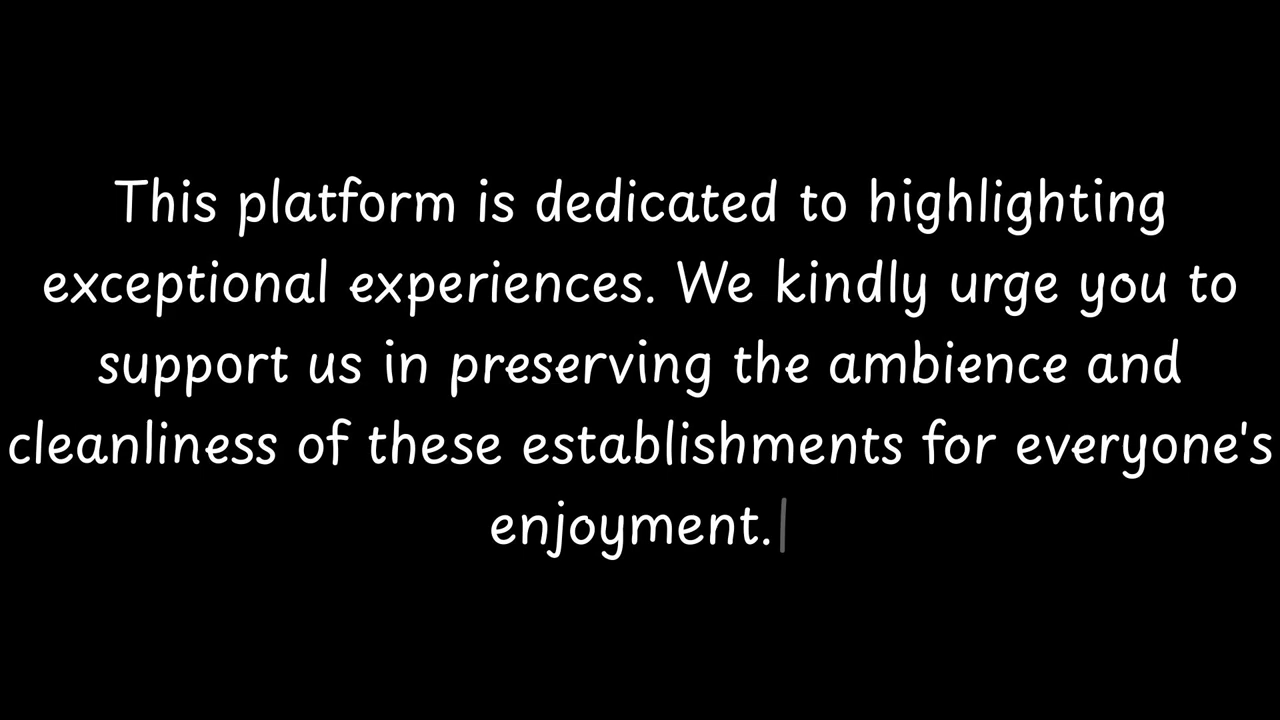 This platform is dedicated to highlighting
exceptional experiences. We kindly urge you to
support us in preserving the ambience and
cleanliness of these establishments for everyone's
enjoyment.